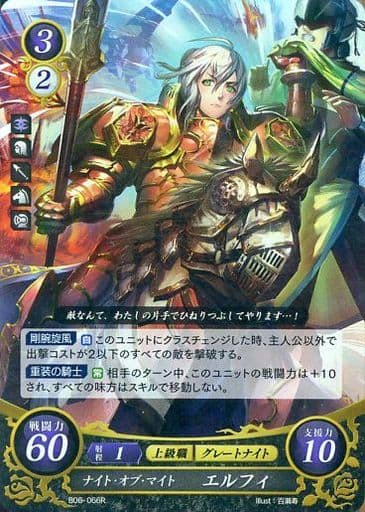 3
2
敵なんて、わたしの片手でひねりつぶしてやります…!
剛腕旋風 自 このユニットにクラスチェンジした時、主人公以外で
出撃コストが2以下のすべての敵を撃破する。
重装の騎士 常 相手のターン中、このユニットの戦闘力は+10
され、すべての味方はスキルで移動しない。
戦闘力
60
射程 1 上級職 グレートナイト
支援力
10
ナイト・オブ・マイト エルフィ
B06-066R
Illust:百瀬寿